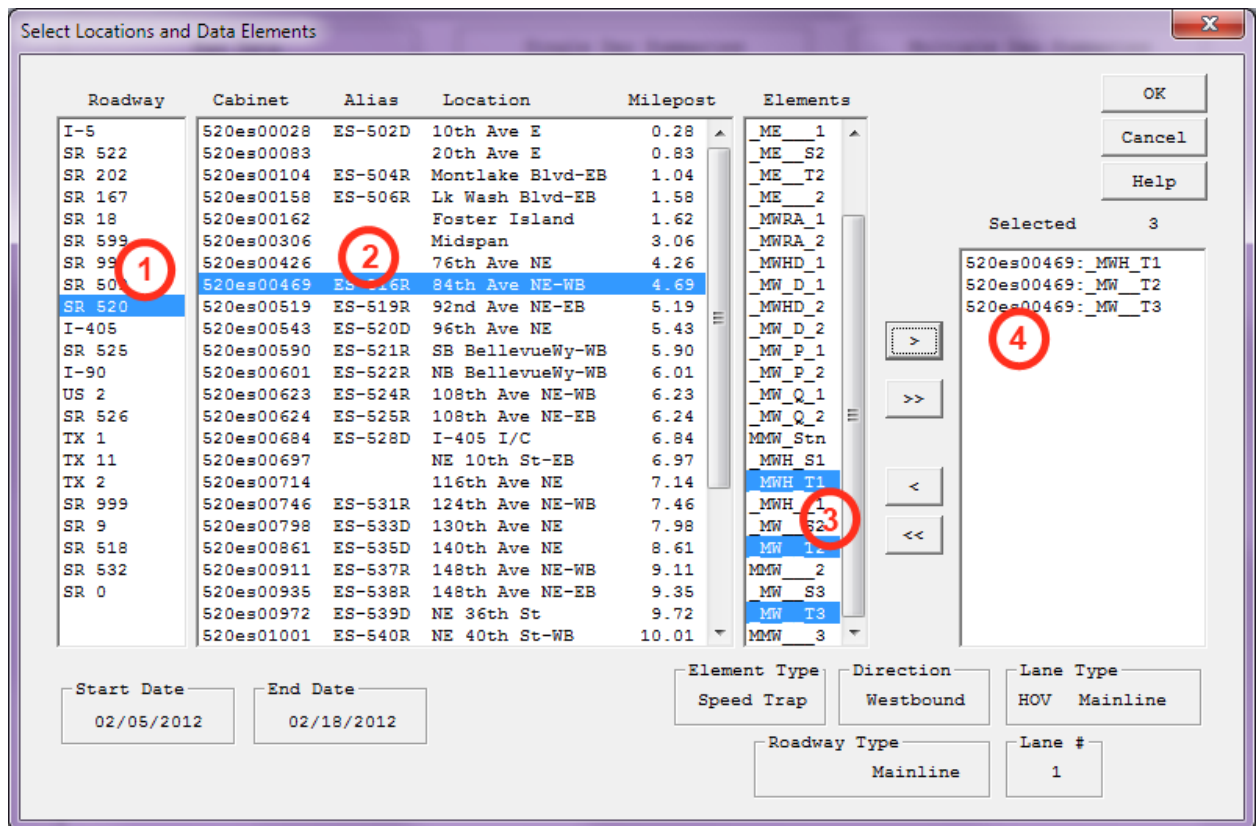 Select Locations and Data Elements
X
Roadway Cabinet Alias Location Milepost Elements OK
I-5 520es00028 ES-502D 10th Ave E 0.28 _ME___1
SR 522 520es00083 20th Ave E 0.83 _ME__S2 Cancel
SR 202 520es00104 ES-504R Montlake Blvd-EB 1.04 _ME__T2
SR 167 520es00158 ES-506R Lk Wash Blvd-EB 1.58 _ME___2 Help
SR 18 520es00162 Foster Island 1.62 _MWRA_1 Selected 3
SR 599 520es00306 Midspan 3.06 _MWRA_2
SR 99 1 520es00426 2 76th Ave NE 4.26 _MWHD_1 520es00469:_MWH_T1
SR 50 520es00469 84th Ave NE-WB 4.69 _MW_D_1 520es00469:_MW__T2
SR 520 520es00519 ES-519R 92nd Ave NE-EB 5.19 _MWHD_2 520es00469:_MW__T3
I-405 520es00543 ES-520D 96th Ave NE 5.43 _MW_D_2 > 4
SR 525 520es00590 ES-521R SB BellevueWy-WB 5.90 _MW_P_1
I-90 520es00601 ES-522R NB BellevueWy-WB 6.01 _MW_P_2
US 2 520es00623 ES-524R 108th Ave NE-WB 6.23 _MW_Q_1 >>
SR 526 520es00624 ES-525R 108th Ave NE-EB 6.24 _MW_Q_2
TX 1 520es00684 ES-528D I-405 I/C 6.84 MMW_Stn
TX 11 520es00697 NE 10th St-EB 6.97 _MWH_S1
TX 2 520es00714 116th Ave NE 7.14 _MWH_T1 <
SR 999 520es00746 ES-531R 124th Ave NE-WB 7.46 _MWH__1
SR 9 520es00798 ES-533D 130th Ave NE 7.98 _MW__S2 3 <<
SR 518 520es00861 ES-535D 140th Ave NE 8.61 _MW__T2
SR 532 520es00911 ES-537R 148th Ave NE-WB 9.11 MMW___2
SR 0 520es00935 ES-538R 148th Ave NE-EB 9.35 _MW__S3
520es00972 ES-539D NE 36th St 9.72 _MW__T3
520es01001 ES-540R NE 40th St-WB 10.01 MMW___3
Start Date End Date Element Type Direction Lane Type
02/05/2012 02/18/2012 Speed Trap Westbound HOV Mainline
Roadway Type Lane #
Mainline 1